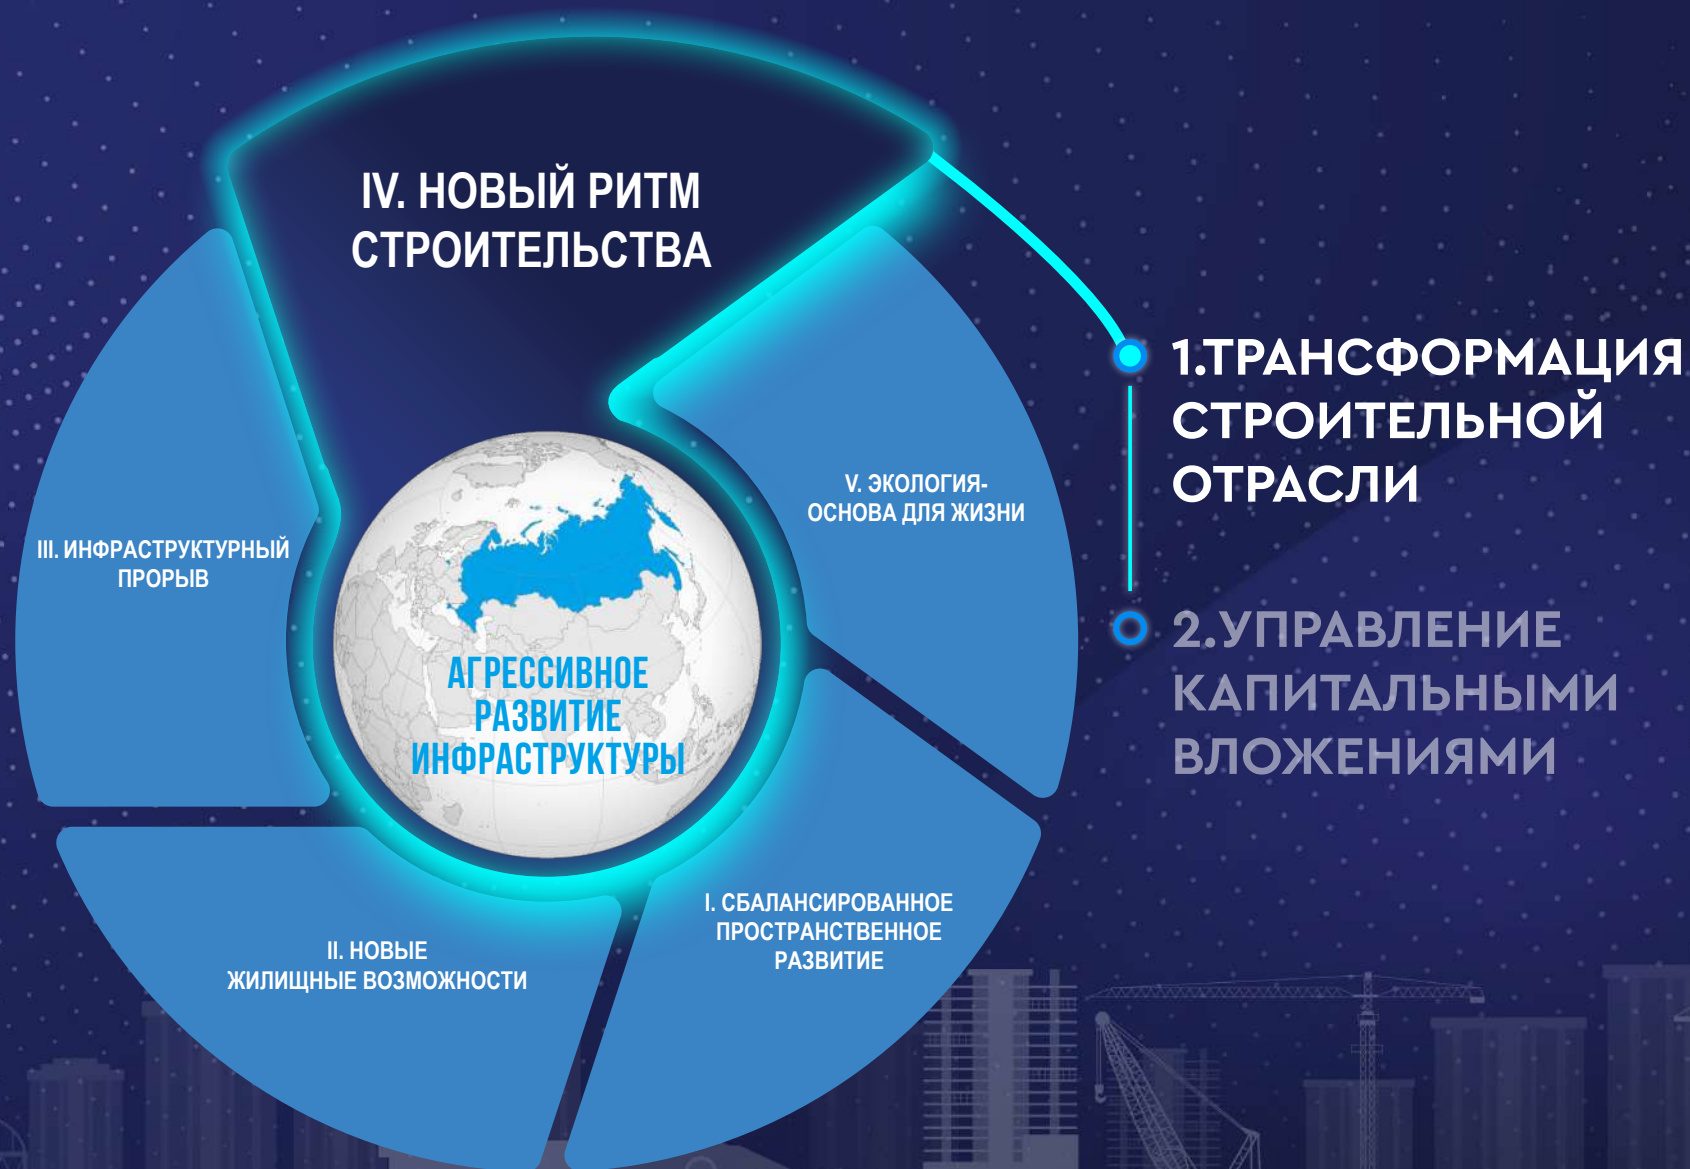 IV. НОВЫЙ РИТМ
СТРОИТЕЛЬСТВА
III. ИНФРАСТРУКТУРНЫЙ
ПРОРЫВ
V. ЭКОЛОГИЯ-
ОСНОВА ДЛЯ ЖИЗНИ
АГРЕССИВНОЕ
РАЗВИТИЕ
ИНФРАСТРУКТУРЫ
II. НОВЫЕ
ЖИЛИЩНЫЕ ВОЗМОЖНОСТИ
I. СБАЛАНСИРОВАННОЕ
ПРОСТРАНСТВЕННОЕ
РАЗВИТИЕ
1.ТРАНСФОРМАЦИЯ
СТРОИТЕЛЬНОЙ
ОТРАСЛИ
2.УПРАВЛЕНИЕ
КАПИТАЛЬНЫМИ
ВЛОЖЕНИЯМИ